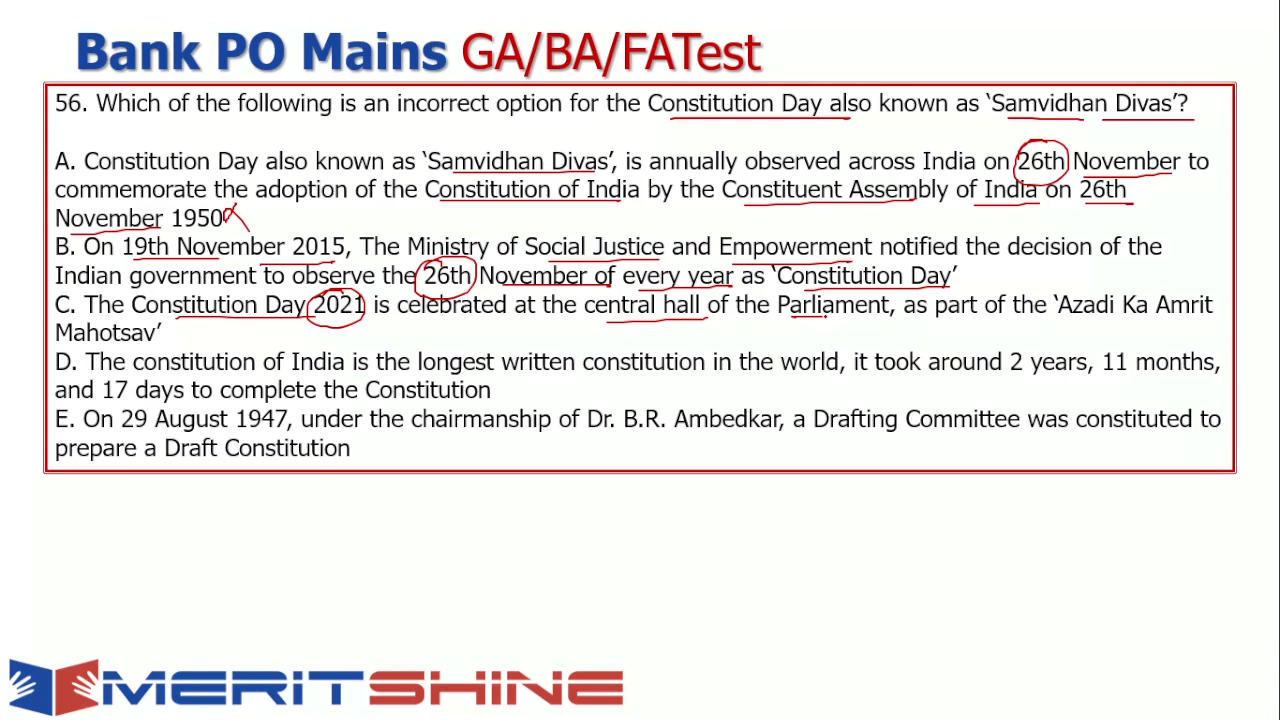 Bank PO Mains GA/BA/FATest
56. Which of the following is an incorrect option for the Constitution Day also known as ‘Samvidhan Divas’?
A. Constitution Day also known as ‘Samvidhan Divas’, is annually observed across India on 26th November to
commemorate the adoption of the Constitution of India by the Constituent Assembly of India on 26th
November 1950
B. On 19th November 2015, The Ministry of Social Justice and Empowerment notified the decision of the
Indian government to observe the 26th November of every year as ‘Constitution Day’
C. The Constitution Day 2021 is celebrated at the central hall of the Parliament, as part of the ‘Azadi Ka Amrit
Mahotsav’
D. The constitution of India is the longest written constitution in the world, it took around 2 years, 11 months,
and 17 days to complete the Constitution
E. On 29 August 1947, under the chairmanship of Dr. B.R. Ambedkar, a Drafting Committee was constituted to
prepare a Draft Constitution
MERITSHINE